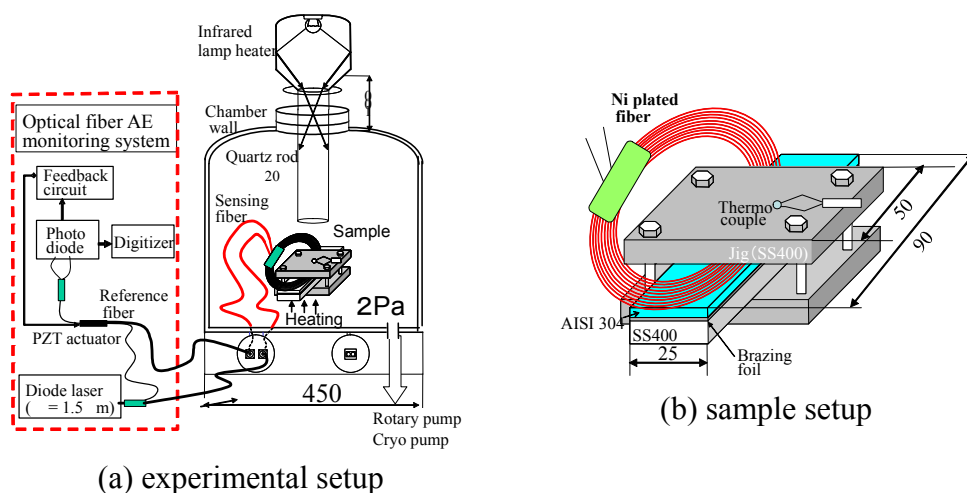 Infrared
lamp heater
Chamber
wall
Quartz rod
20
Sensing
fiber
Sample
Heating
2Pa
450
Rotary pump
Cryo pump
Optical fiber AE
monitoring system
Feedback
circuit
Photo
diode
Digitizer
Reference
fiber
PZT actuator
Diode laser
( = 1.5 m)
(a) experimental setup
Ni plated
fiber
Thermo
couple
Jig(SS400)
50
90
AISI 304
SS400
25
Brazing
foil
(b) sample setup